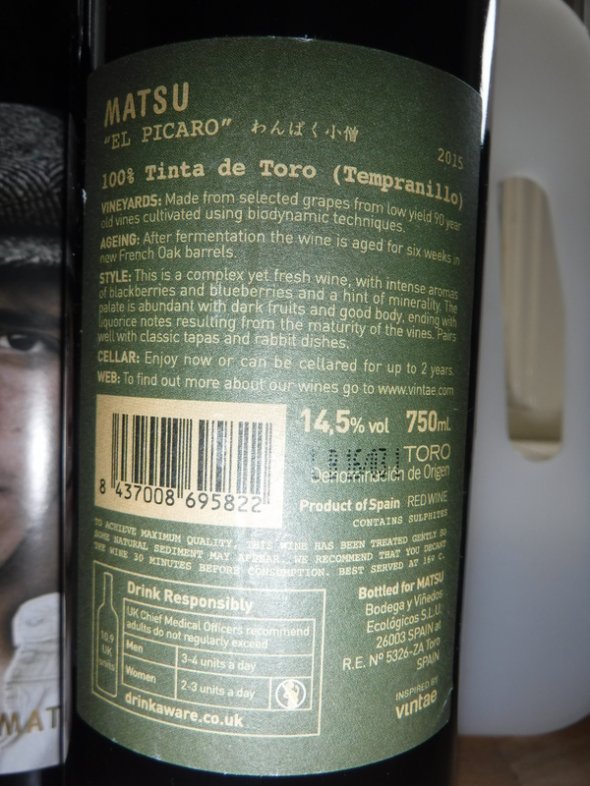 MATSU
"EL PICARO" わんぱく小僧
2015
100% Tinta de Toro (Tempranillo)
VINEYARDS: Made from selected grapes from low yield 90 year
old vines cultivated using biodynamic techniques.
AGEING: After fermentation the wine is aged for six weeks in
new French Oak barrels.
STYLE: This is a complex yet fresh wine, with intense aromas
of blackberries and blueberries and a hint of minerality. The
palate is abundant with dark fruits and good body, ending with
liquorice notes resulting from the maturity of the vines. Pairs
well with classic tapas and rabbit dishes.
CELLAR: Enjoy now or can be cellared for up to 2 years.
WEB: To find out more about our wines go to www.vintae.com
14,5% vol 750ml.
TORO
Denominación de Origen
Product of Spain RED WINE
CONTAINS SULPHITES
8 437008 695822
TO ACHIEVE MAXIMUM QUALITY, THIS WINE HAS BEEN TREATED GENTLY SO
SOME NATURAL SEDIMENT MAY APPEAR. WE RECOMMEND THAT YOU DECANT
THE WINE 30 MINUTES BEFORE CONSUMPTION. BEST SERVED AT 16º C.
Drink Responsibly
UK Chief Medical Officers recommend
adults do not regularly exceed
Men 3-4 units a day
Women 2-3 units a day
10.9
UK
units
drinkaware.co.uk
Bottled for MATSU
Bodega y Viñedos
Ecológicos S.L.U.
26003 SPAIN at
R.E. Nº 5326-ZA Toro
SPAIN
INSPIRED BY
vintae
MAT